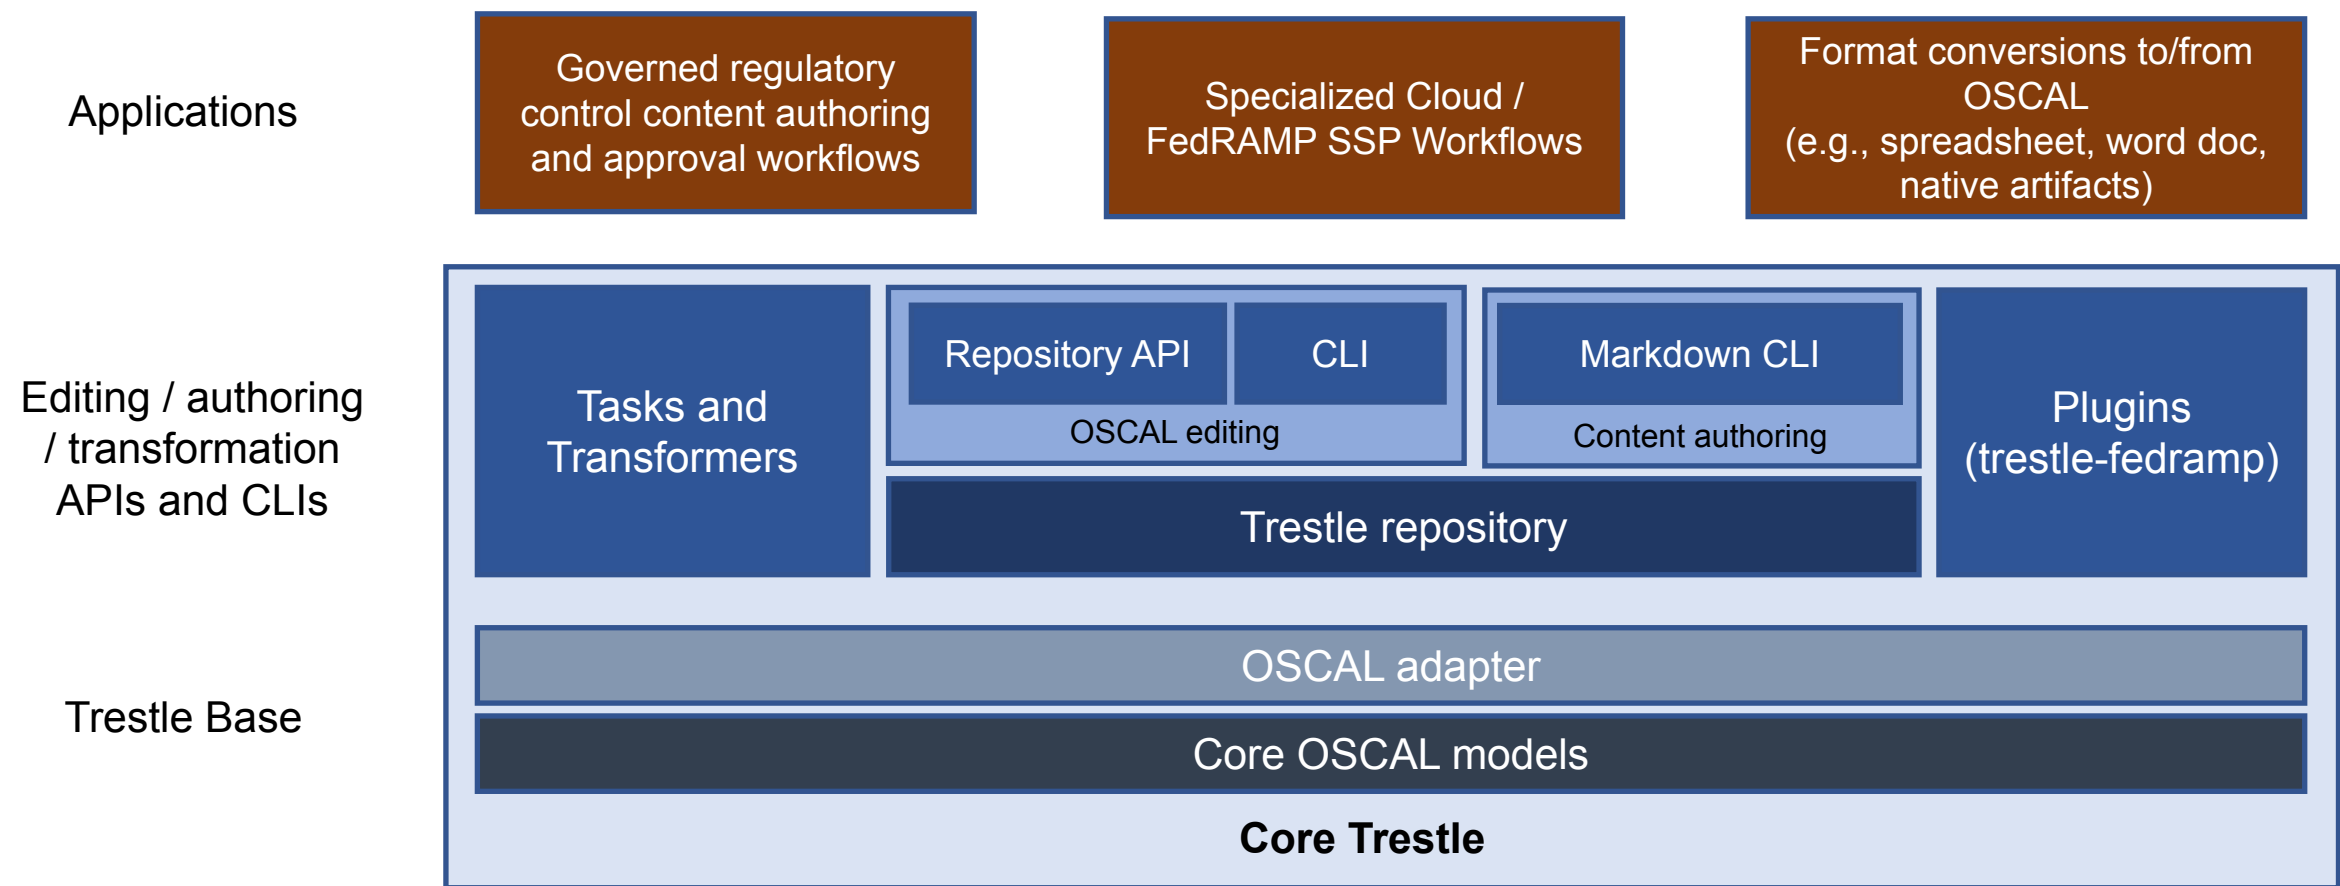 Applications
Governed regulatory
control content authoring
and approval workflows
Specialized Cloud /
FedRAMP SSP Workflows
Format conversions to/from
OSCAL
(e.g., spreadsheet, word doc,
native artifacts)
Editing / authoring
/ transformation
APIs and CLIs
Tasks and
Transformers
Repository API
CLI
OSCAL editing
Markdown CLI
Content authoring
Trestle repository
Plugins
(trestle-fedramp)
Trestle Base
OSCAL adapter
Core OSCAL models
Core Trestle